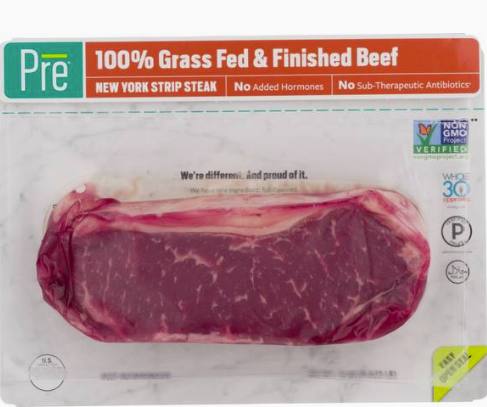 Prē
100% Grass Fed & Finished Beef
NEW YORK STRIP STEAK No Added Hormones No Sub-Therapeutic Antibiotics
NON
GMO
Project
VERIFIED
nongmoproject.org
We're different. And proud of it.
WHOLE
30
APPROVED
P
EASY
OPEN SEAL
U.S.